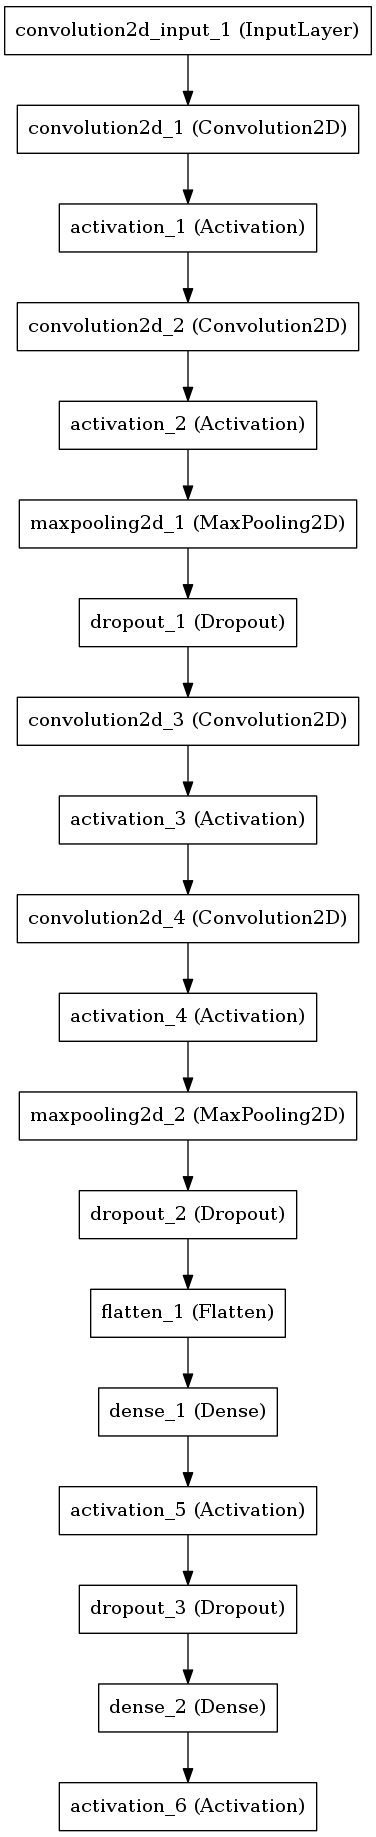 convolution2d_input_1 (InputLayer)
convolution2d_1 (Convolution2D)
activation_1 (Activation)
convolution2d_2 (Convolution2D)
activation_2 (Activation)
maxpooling2d_1 (MaxPooling2D)
dropout_1 (Dropout)
convolution2d_3 (Convolution2D)
activation_3 (Activation)
convolution2d_4 (Convolution2D)
activation_4 (Activation)
maxpooling2d_2 (MaxPooling2D)
dropout_2 (Dropout)
flatten_1 (Flatten)
dense_1 (Dense)
activation_5 (Activation)
dropout_3 (Dropout)
dense_2 (Dense)
activation_6 (Activation)